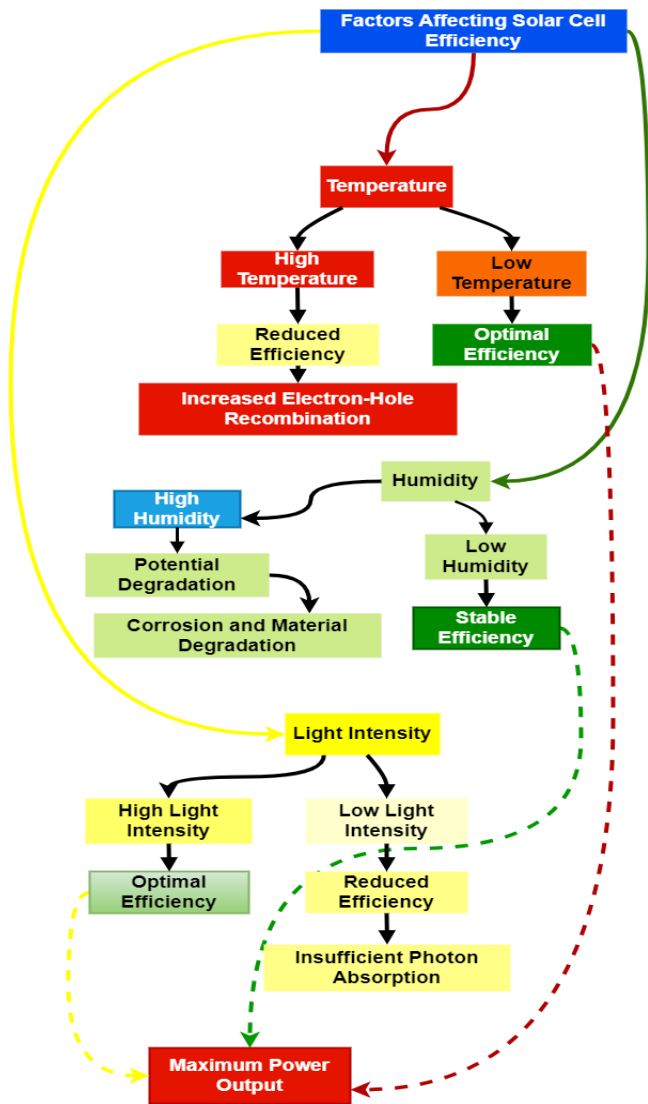 Factors Affecting Solar Cell
Efficiency
Temperature
High
Temperature
Low
Temperature
Reduced
Efficiency
Optimal
Efficiency
Increased Electron-Hole
Recombination
Humidity
High
Humidity
Low
Humidity
Potential
Degradation
Corrosion and Material
Degradation
Stable
Efficiency
Light Intensity
High Light
Intensity
Low Light
Intensity
Optimal
Efficiency
Reduced
Efficiency
Insufficient Photon
Absorption
Maximum Power
Output